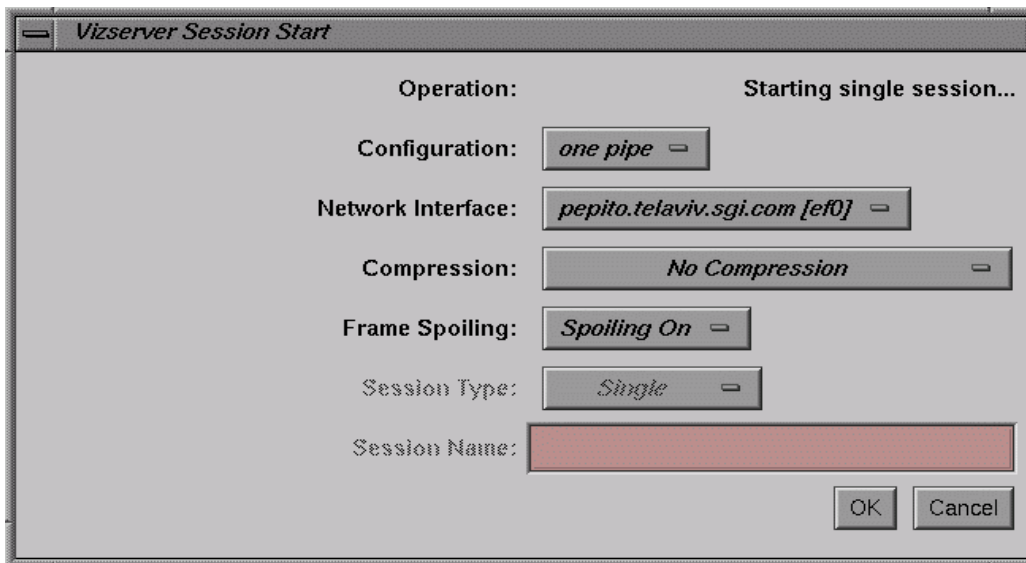 Vizserver Session Start
Operation: Starting single session...
Configuration: one pipe
Network Interface: pepito.telaviv.sgi.com [ef0]
Compression: No Compression
Frame Spoiling: Spoiling On
Session Type: Single
Session Name:
OK Cancel